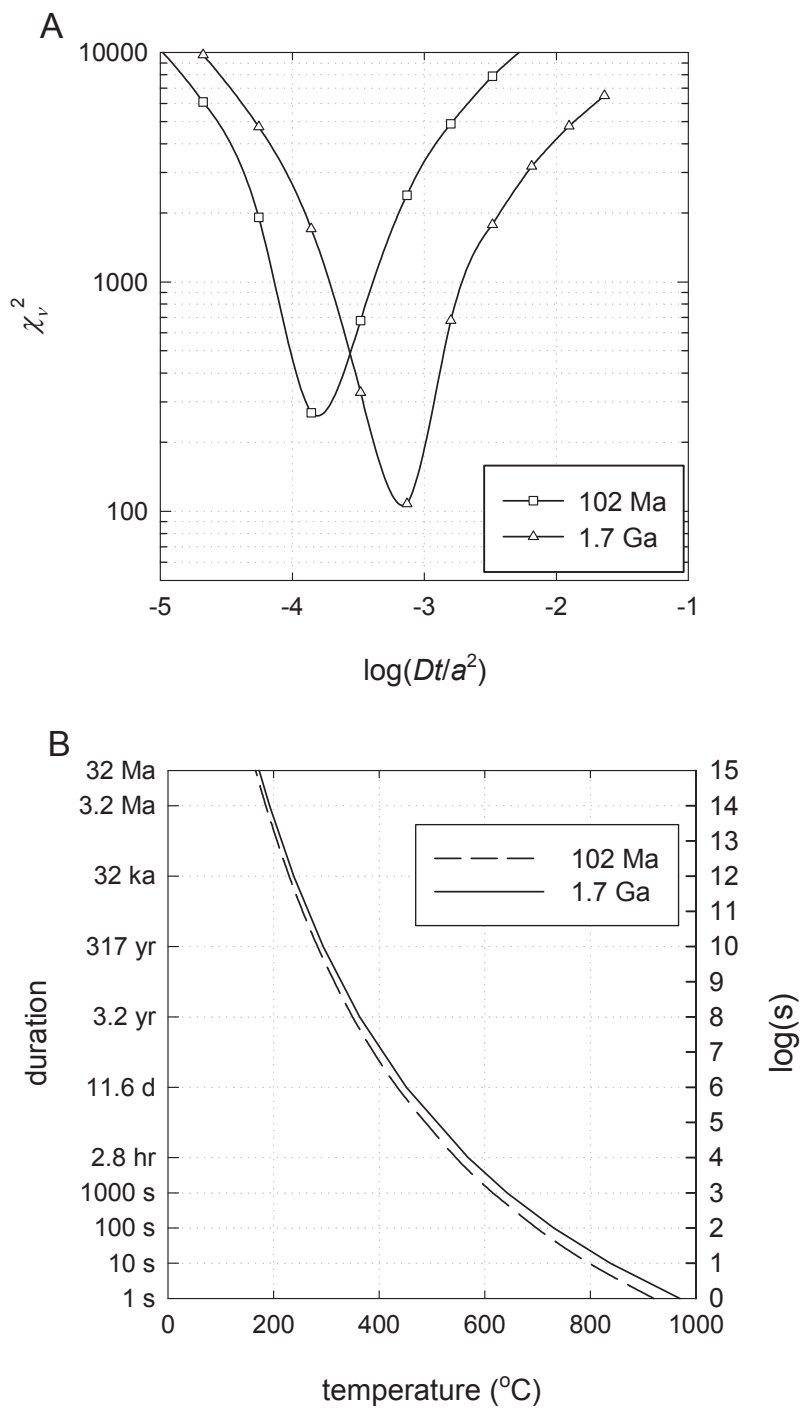 A
10000
1000
100
χν²
-5 -4 -3 -2 -1
log(Dt/a²)
102 Ma
1.7 Ga
B
32 Ma
3.2 Ma
32 ka
317 yr
3.2 yr
11.6 d
2.8 hr
1000 s
100 s
10 s
1 s
duration
15
14
13
12
11
10
9
8
7
6
5
4
3
2
1
0
log(s)
102 Ma
1.7 Ga
0 200 400 600 800 1000
temperature (°C)